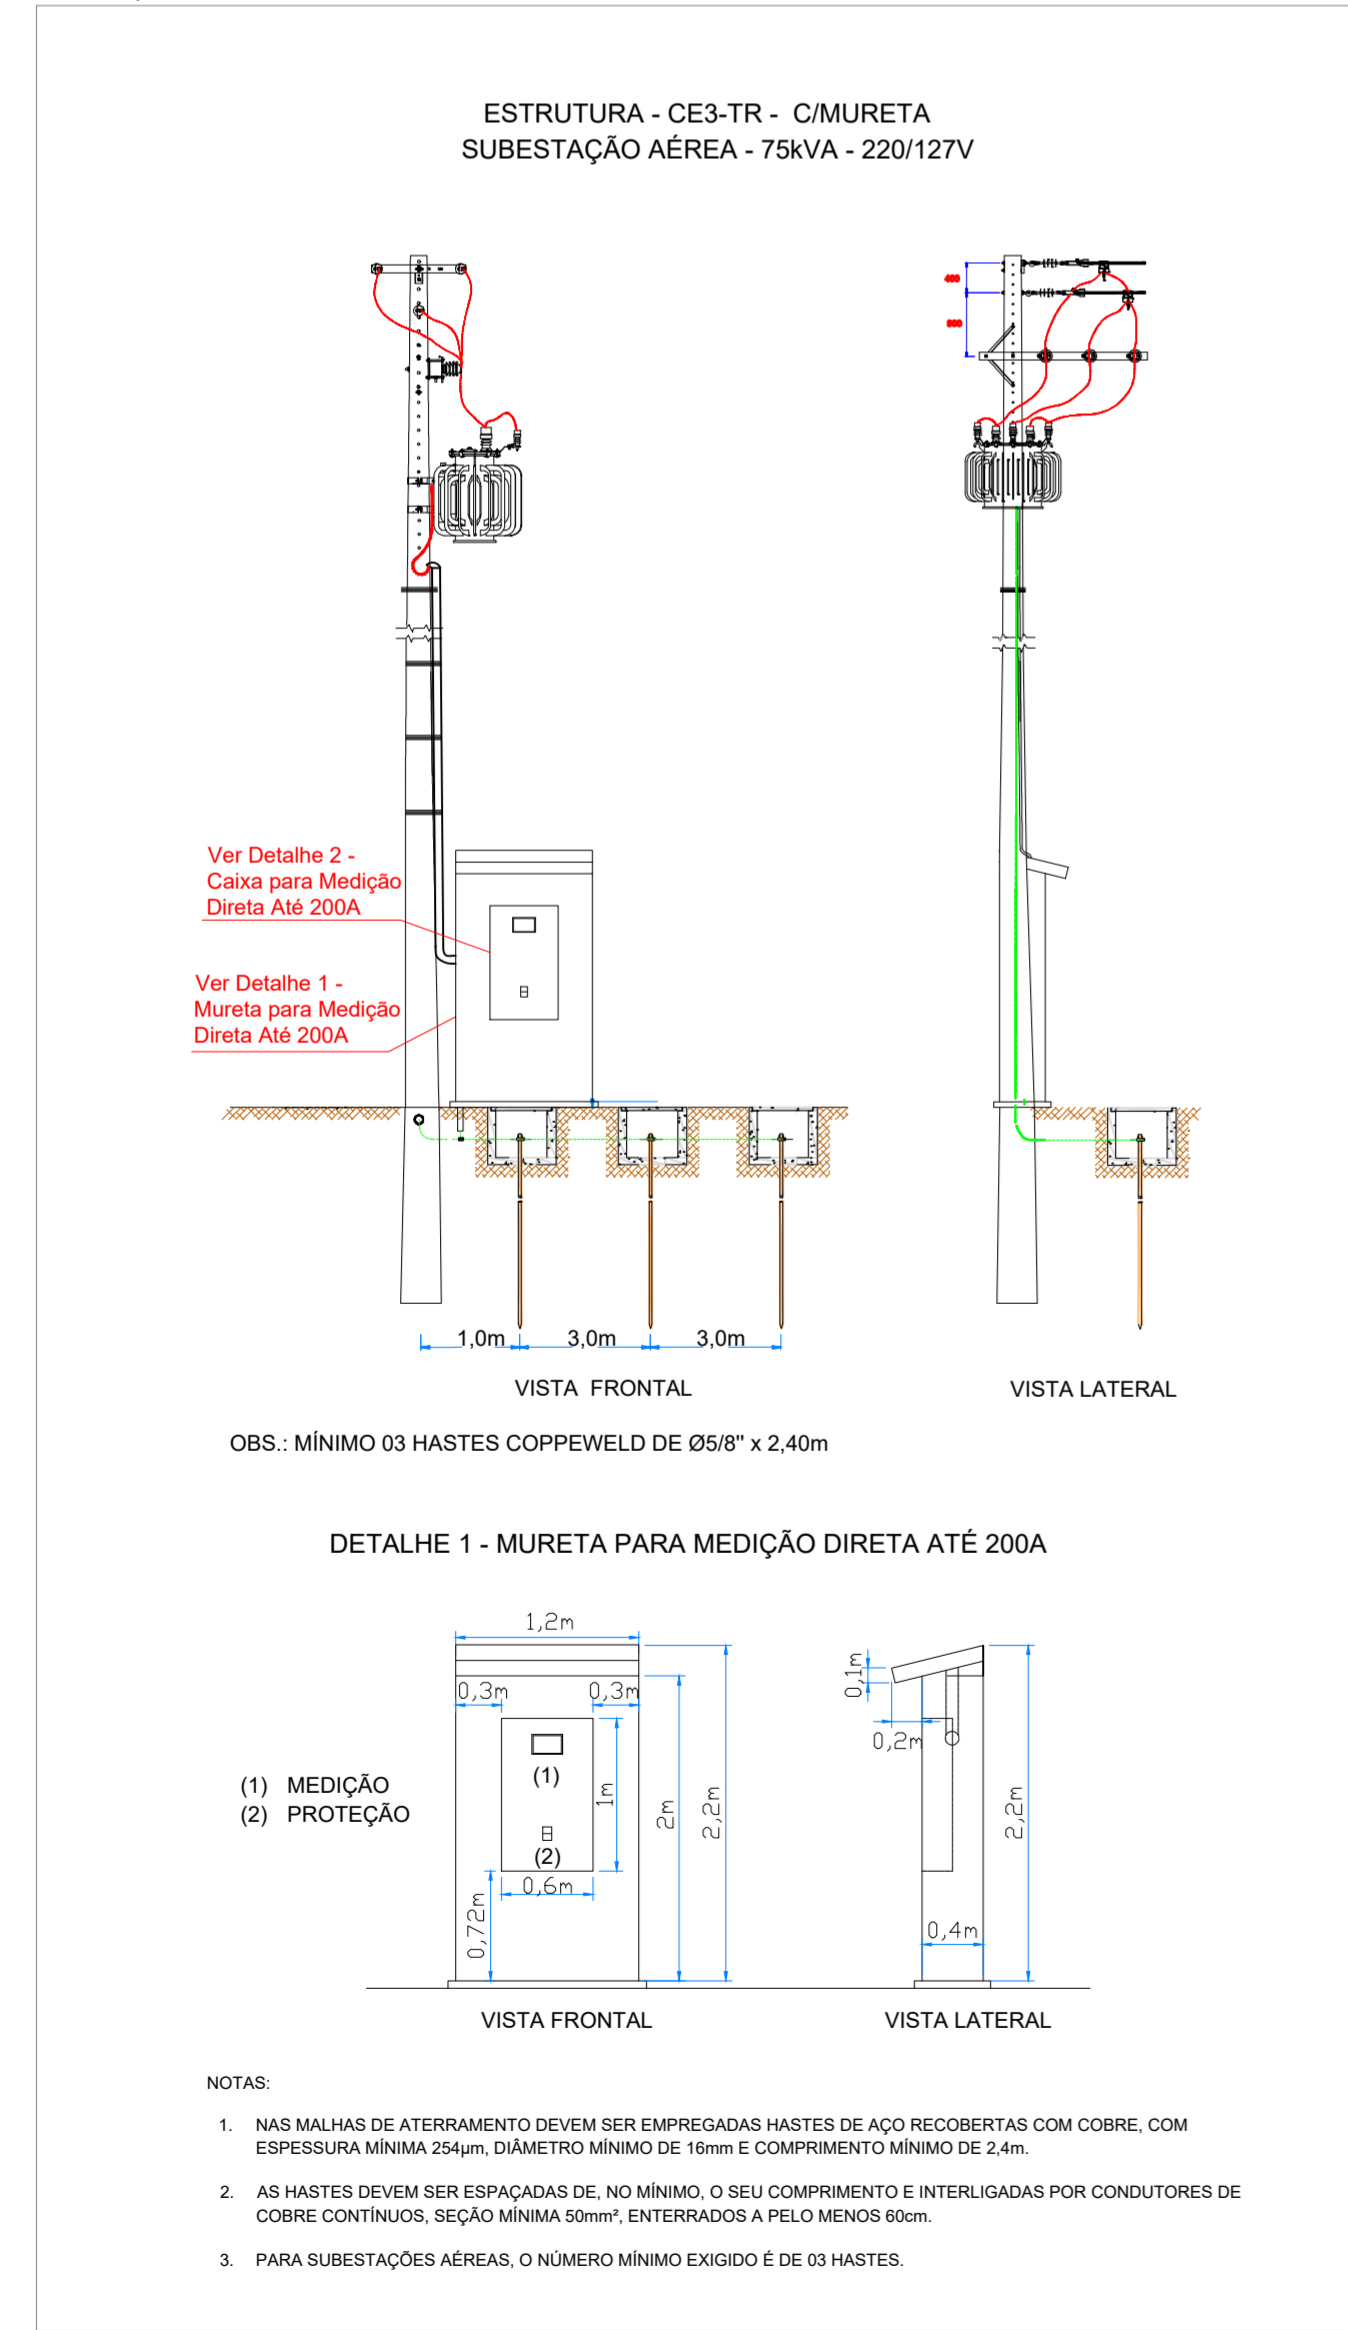 ESTRUTURA - CE3-TR - C/MURETA
SUBESTAÇÃO AÉREA - 75kVA - 220/127V
Ver Detalhe 2 -
Caixa para Medição
Direta Até 200A
Ver Detalhe 1 -
Mureta para Medição
Direta Até 200A
1,0m
3,0m
3,0m
VISTA FRONTAL
VISTA LATERAL
OBS.: MÍNIMO 03 HASTES COPPEWELD DE Ø5/8" x 2,40m
DETALHE 1 - MURETA PARA MEDIÇÃO DIRETA ATÉ 200A
1,2m
0,3m
0,3m
(1)
1m
2m
2,2m
(2)
0,6m
0,72m
0,1m
0,2m
2,2m
0,4m
(1) MEDIÇÃO
(2) PROTEÇÃO
VISTA FRONTAL
VISTA LATERAL
NOTAS:
1. NAS MALHAS DE ATERRAMENTO DEVEM SER EMPREGADAS HASTES DE AÇO RECOBERTAS COM COBRE, COM
ESPESSURA MÍNIMA 254µm, DIÂMETRO MÍNIMO DE 16mm E COMPRIMENTO MÍNIMO DE 2,4m.
2. AS HASTES DEVEM SER ESPAÇADAS DE, NO MÍNIMO, O SEU COMPRIMENTO E INTERLIGADAS POR CONDUTORES DE
COBRE CONTÍNUOS, SEÇÃO MÍNIMA 50mm², ENTERRADOS A PELO MENOS 60cm.
3. PARA SUBESTAÇÕES AÉREAS, O NÚMERO MÍNIMO EXIGIDO É DE 03 HASTES.